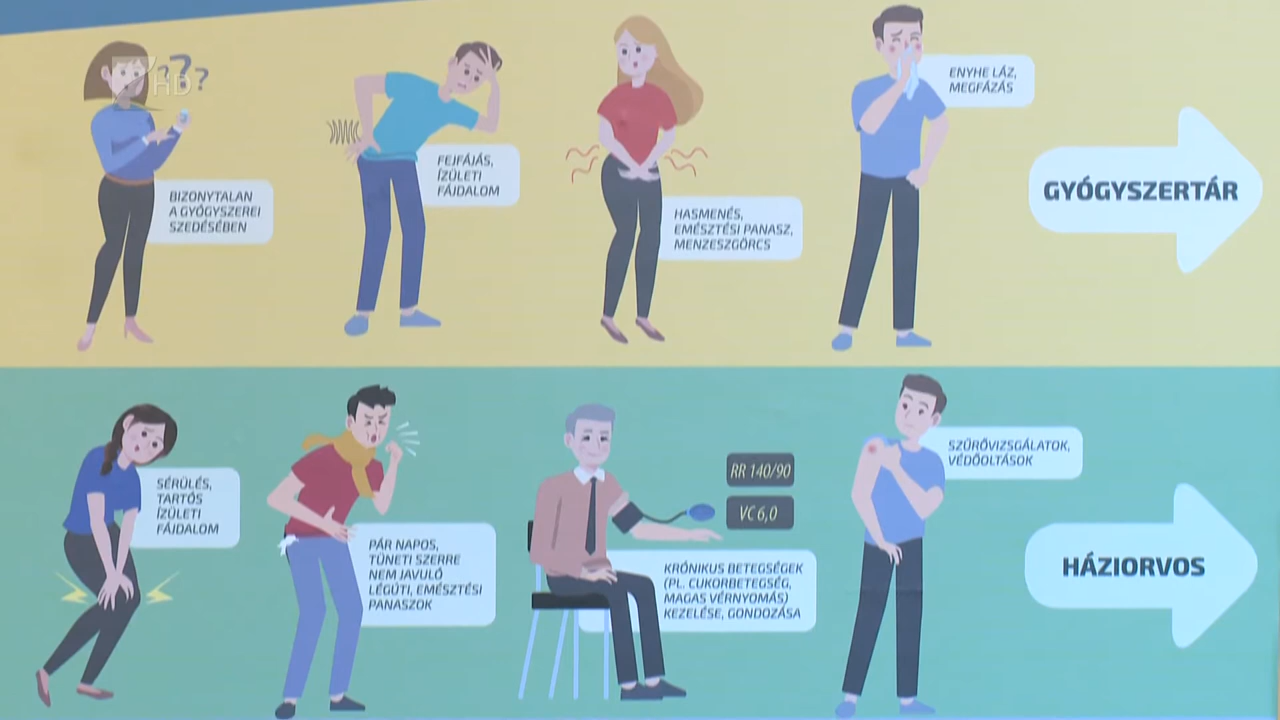 ???
7 HD
BIZONYTALAN
A GYÓGYSZEREI
SZEDÉSÉBEN
FEJFÁJÁS,
ÍZÜLETI
FÁJDALOM
HASMENÉS,
EMÉSZTÉSI PANASZ,
MENZESZGÖRCS
ENYHE LÁZ,
MEGFÁZÁS
GYÓGYSZERTÁR
SÉRÜLÉS,
TARTÓS
ÍZÜLETI
FÁJDALOM
PÁR NAPOS,
TÜNETI SZERRE
NEM JAVULÓ
LÉGÚTI, EMÉSZTÉSI
PANASZOK
RR 140/90
VC 6,0
KRÓNIKUS BETEGSÉGEK
(PL. CUKORBETEGSÉG,
MAGAS VÉRNYOMÁS)
KEZELÉSE, GONDOZÁSA
SZŰRŐVIZSGÁLATOK,
VÉDŐOLTÁSOK
HÁZIORVOS